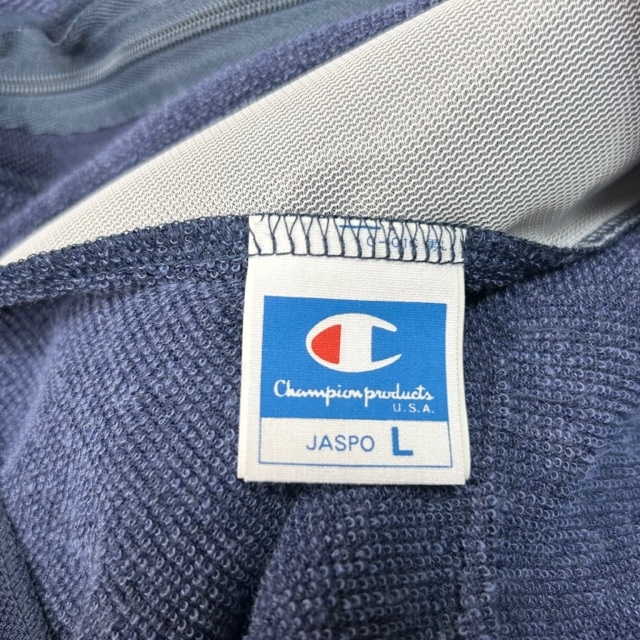 Champion products
U.S.A.
JASPO L